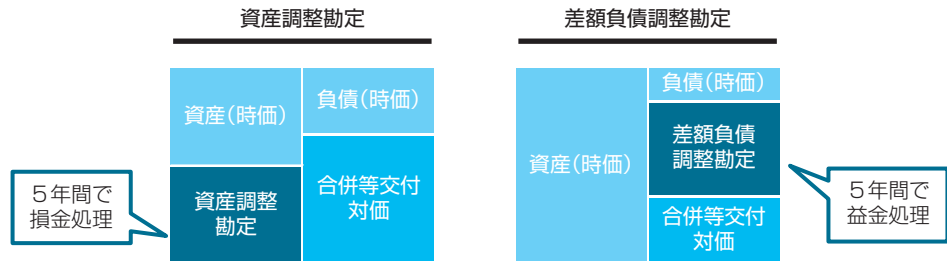 資産調整勘定
資産(時価)
負債(時価)
資産調整
勘定
合併等交付
対価
5年間で
損金処理
差額負債調整勘定
資産(時価)
負債(時価)
差額負債
調整勘定
合併等交付
対価
5年間で
益金処理